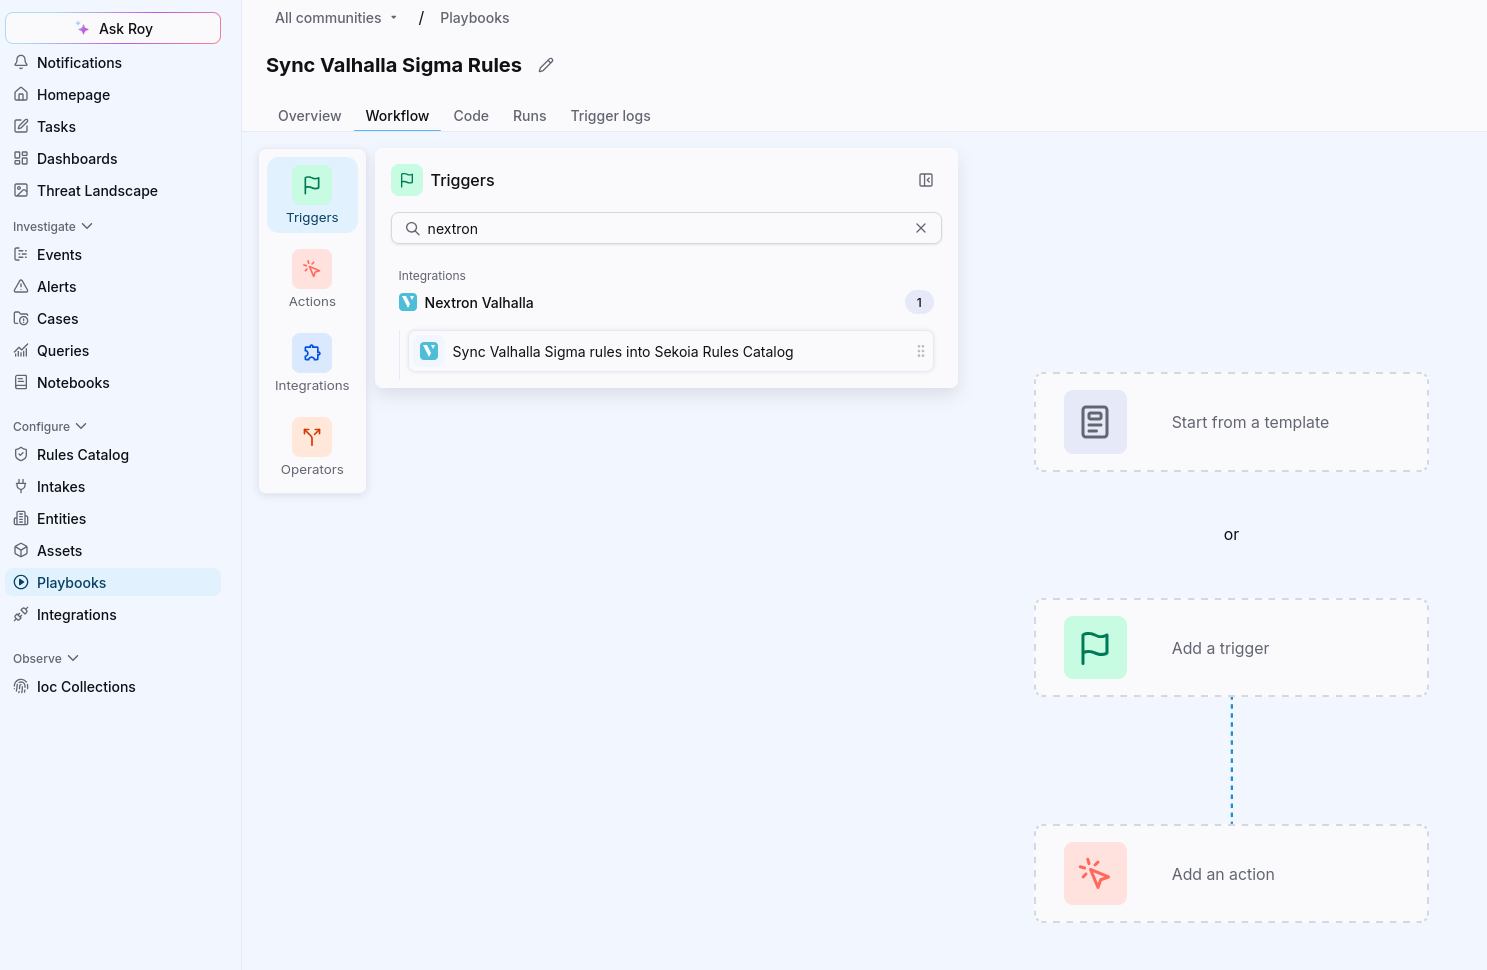 Ask Roy
Notifications
Homepage
Tasks
Dashboards
Threat Landscape
Investigate
Events
Alerts
Cases
Queries
Notebooks
Configure
Rules Catalog
Intakes
Entities
Assets
Playbooks
Integrations
Observe
Ioc Collections
All communities / Playbooks
Sync Valhalla Sigma Rules
Overview Workflow Code Runs Trigger logs
Triggers
Actions
Integrations
Operators
Triggers
nextron
Integrations
Nextron Valhalla 1
Sync Valhalla Sigma rules into Sekoia Rules Catalog
Start from a template
or
Add a trigger
Add an action